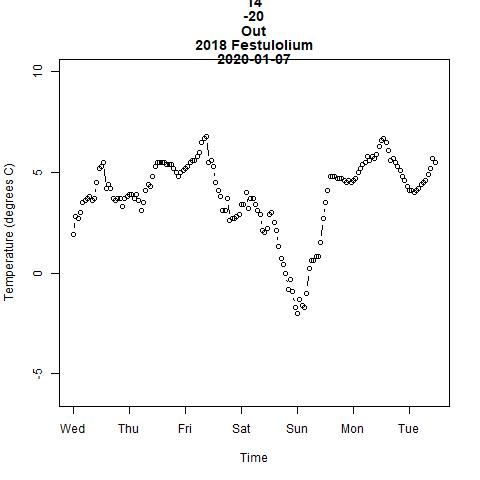 14
-20
Out
2018 Festulolium
2020-01-07
Temperature (degrees C)
10
5
0
-5
Wed Thu Fri Sat Sun Mon Tue
Time